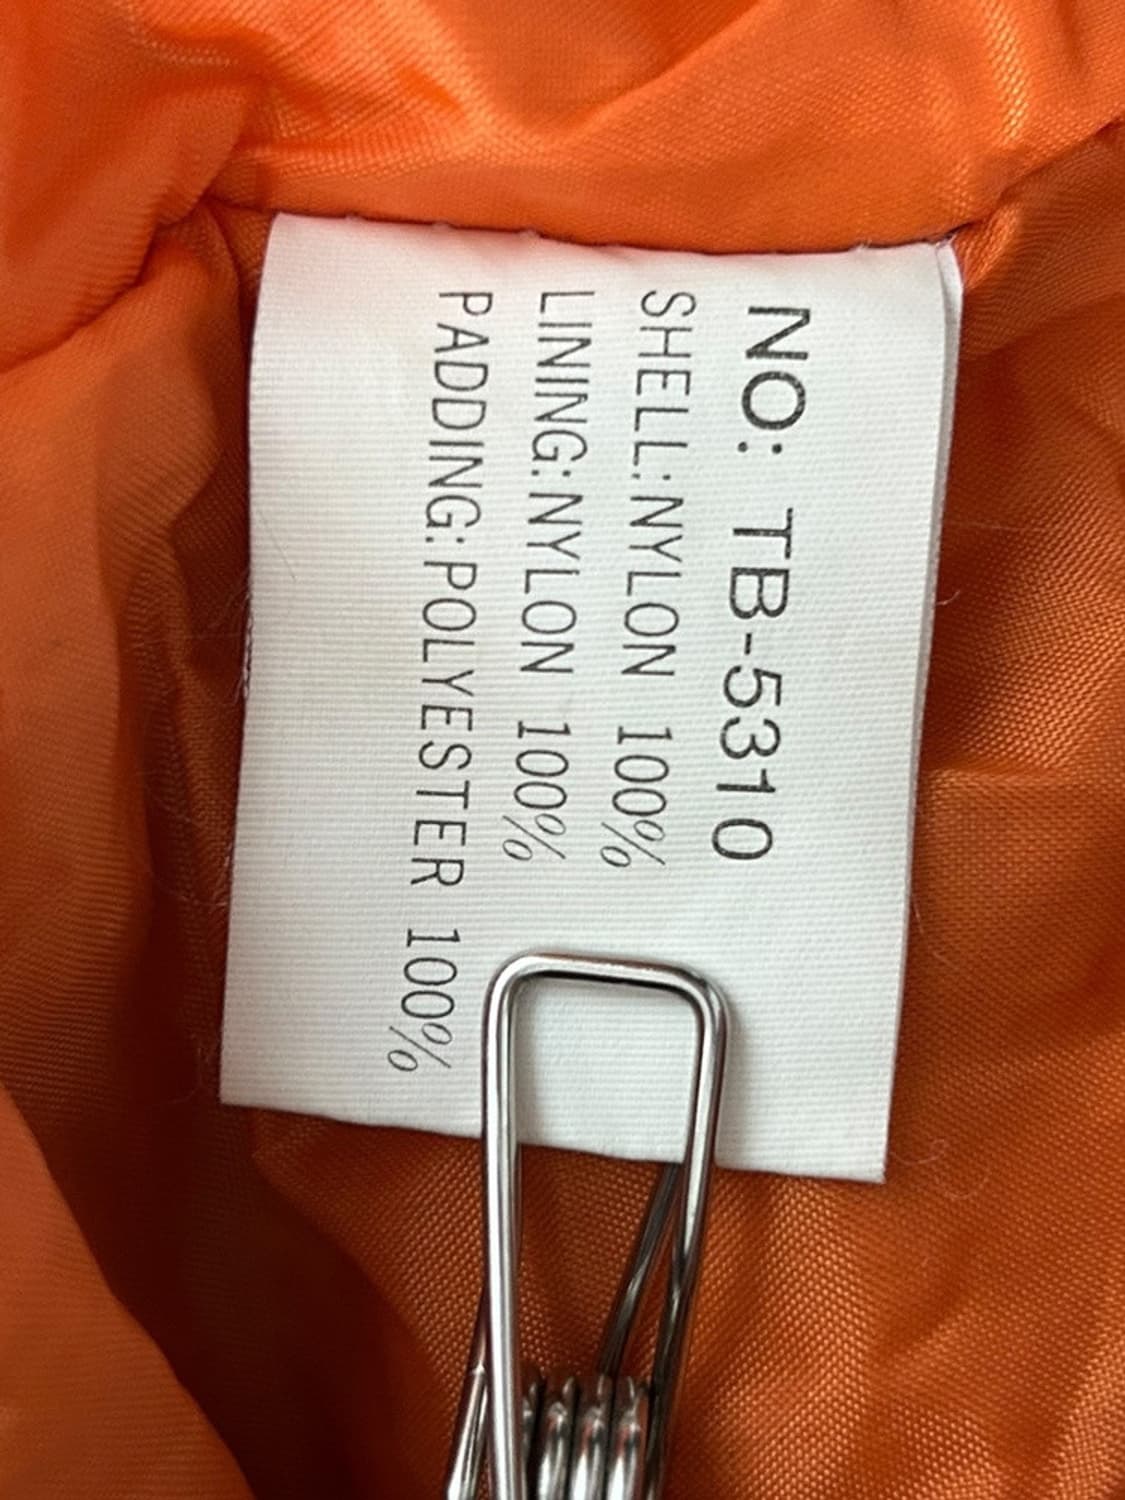 NO: TB-5310
SHELL:NYLON 100%
LINING:NYLON 100%
PADDING:POLYESTER 100%